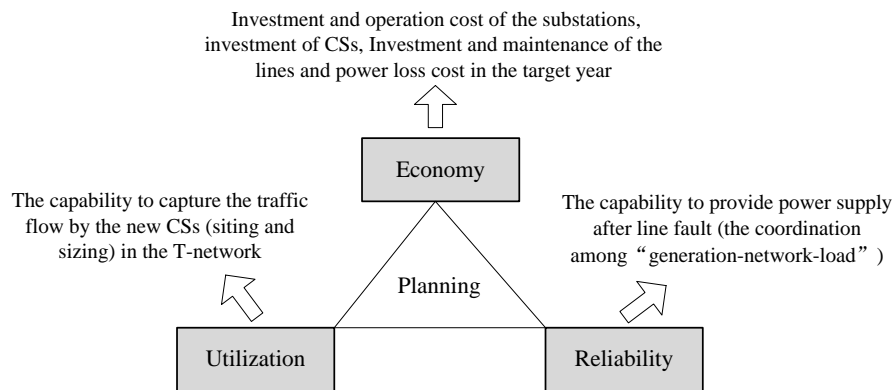 Investment and operation cost of the substations,
investment of CSs, Investment and maintenance of the
lines and power loss cost in the target year
Economy
The capability to capture the traffic
flow by the new CSs (siting and
sizing) in the T-network
The capability to provide power supply
after line fault (the coordination
among “generation-network-load”)
Planning
Utilization
Reliability